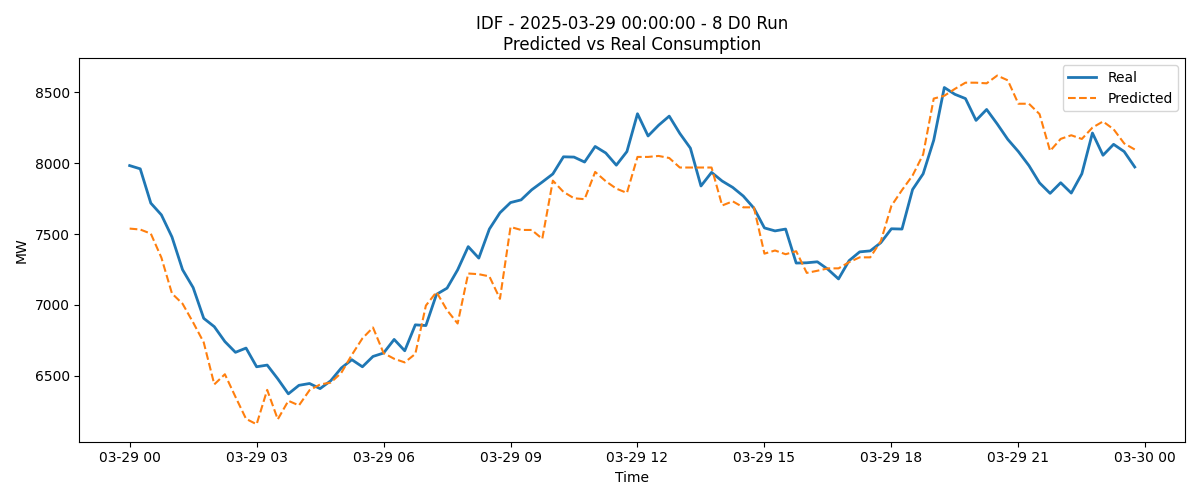 IDF - 2025-03-29 00:00:00 - 8 D0 Run
Predicted vs Real Consumption
Real
Predicted
MW
8500
8000
7500
7000
6500
03-29 00
03-29 03
03-29 06
03-29 09
03-29 12
03-29 15
03-29 18
03-29 21
03-30 00
Time